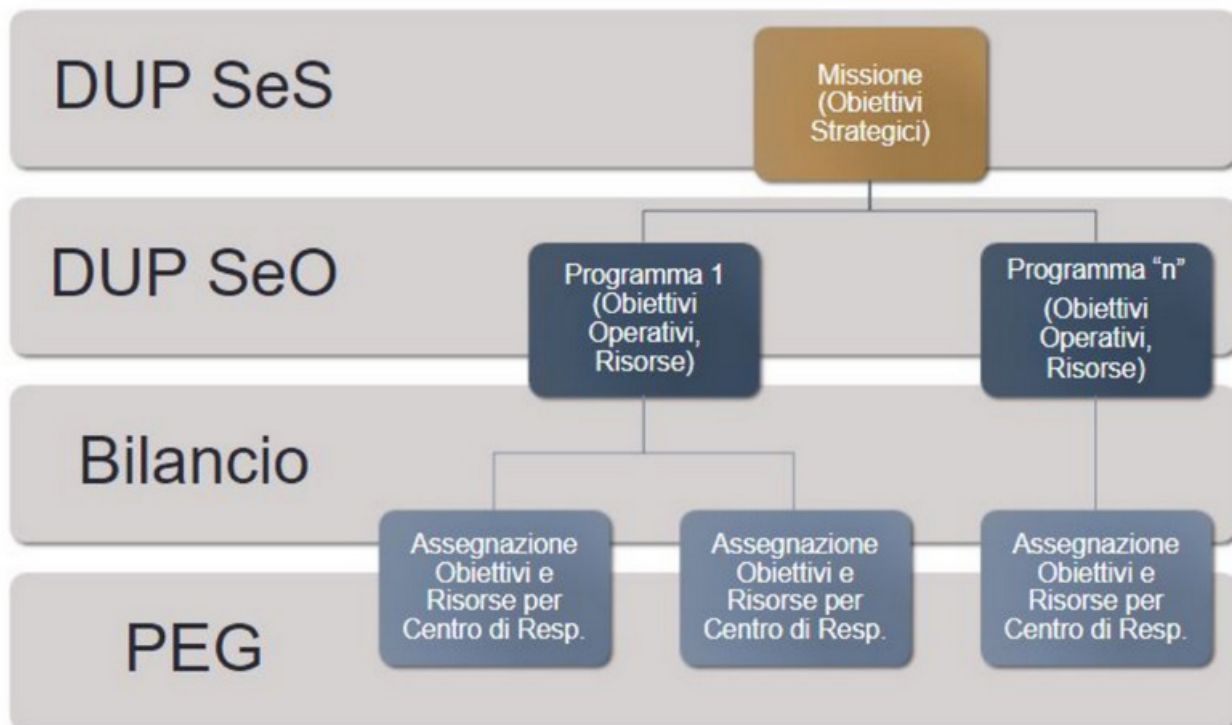 DUP SeS
Missione
(Obiettivi
Strategici)
DUP SeO
Programma 1
(Obiettivi
Operativi,
Risorse)
Programma “n”
(Obiettivi
Operativi,
Risorse)
Bilancio
Assegnazione
Obiettivi e
Risorse per
Centro di Resp.
Assegnazione
Obiettivi e
Risorse per
Centro di Resp.
Assegnazione
Obiettivi e
Risorse per
Centro di Resp.
PEG